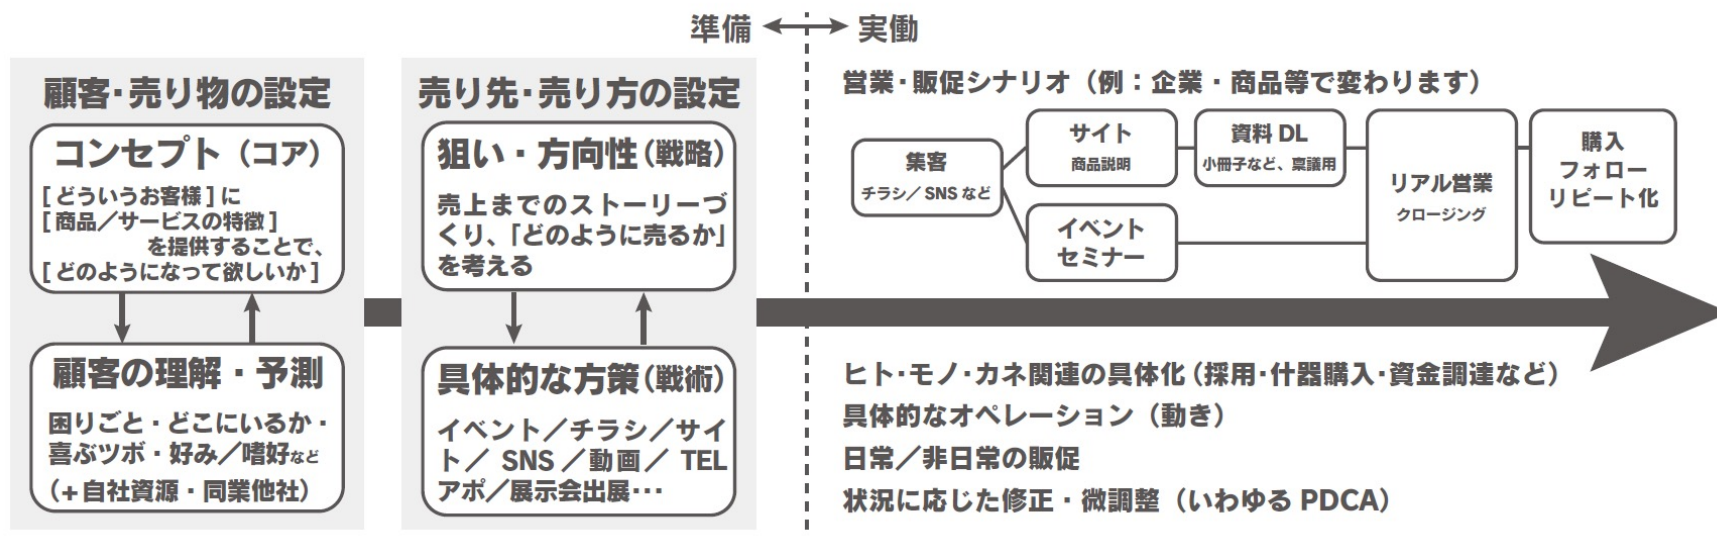 準備
実働
顧客・売り物の設定
コンセプト（コア）
[ どういうお客様 ] に
[ 商品／サービスの特徴 ]
を提供することで、
[ どのようになって欲しいか ]
顧客の理解・予測
困りごと・どこにいるか・
喜ぶツボ・好み／嗜好など
（+ 自社資源・同業他社）
売り先・売り方の設定
狙い・方向性（戦略）
売上までのストーリーづ
くり、「どのように売るか」
を考える
具体的な方策（戦術）
イベント／チラシ／サイ
ト／ SNS ／動画／ TEL
アポ／展示会出展…
営業・販促シナリオ（例：企業・商品等で変わります）
集客
チラシ／ SNS など
サイト
商品説明
イベント
セミナー
資料 DL
小冊子など、稟議用
リアル営業
クロージング
購入
フォロー
リピート化
ヒト・モノ・カネ関連の具体化（採用・什器購入・資金調達など）
具体的なオペレーション（動き）
日常／非日常の販促
状況に応じた修正・微調整（いわゆる PDCA）